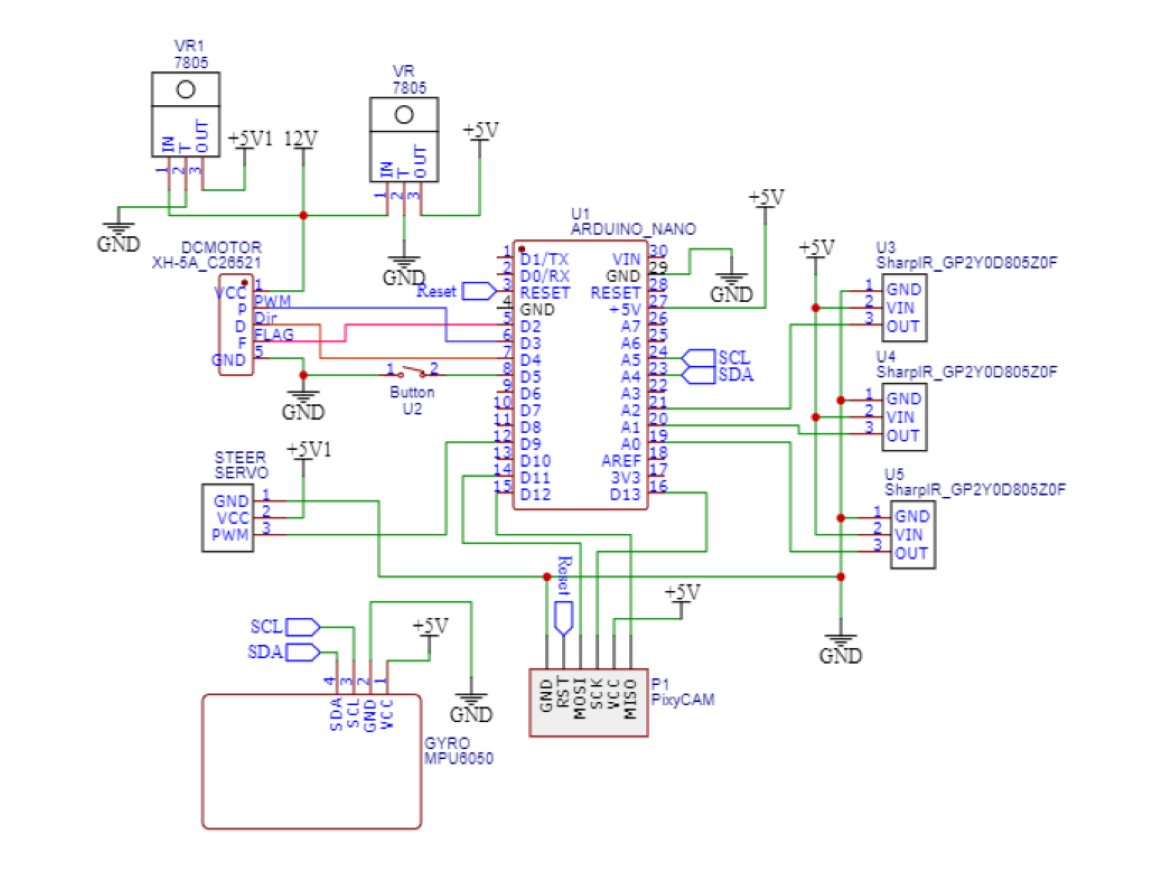 VR1
7805
IN
T
OUT
1
2
3
+5V1
12V
GND
VR
7805
IN
T
OUT
1
2
3
+5V
GND
DCMOTOR
XH-5A_C26521
VCC 1
P PWM
D Dir
F FLAG
GND 5
GND
Reset
1 2
Button
U2
U1
ARDUINO_NANO
1 D1/TX
2 D0/RX
3 RESET
4 GND
5 D2
6 D3
7 D4
8 D5
9 D6
10 D7
11 D8
12 D9
13 D10
14 D11
15 D12
VIN 30
GND 29
RESET 28
+5V 27
A7 26
A6 25
A5 24
A4 23
A3 22
A2 21
A1 20
A0 19
AREF 18
3V3 17
D13 16
GND
+5V
SCL
SDA
+5V
U3
SharpIR_GP2Y0D805Z0F
1 GND
2 VIN
3 OUT
U4
SharpIR_GP2Y0D805Z0F
1 GND
2 VIN
3 OUT
U5
SharpIR_GP2Y0D805Z0F
1 GND
2 VIN
3 OUT
GND
STEER
SERVO
+5V1
GND 1
VCC 2
PWM 3
Reset
+5V
GND
RST
MOSI
SCK
VCC
MISO
P1
PixyCAM
SCL
SDA
+5V
GND
4 3 2 1
SDA
SCL
GND
VCC
GYRO
MPU6050